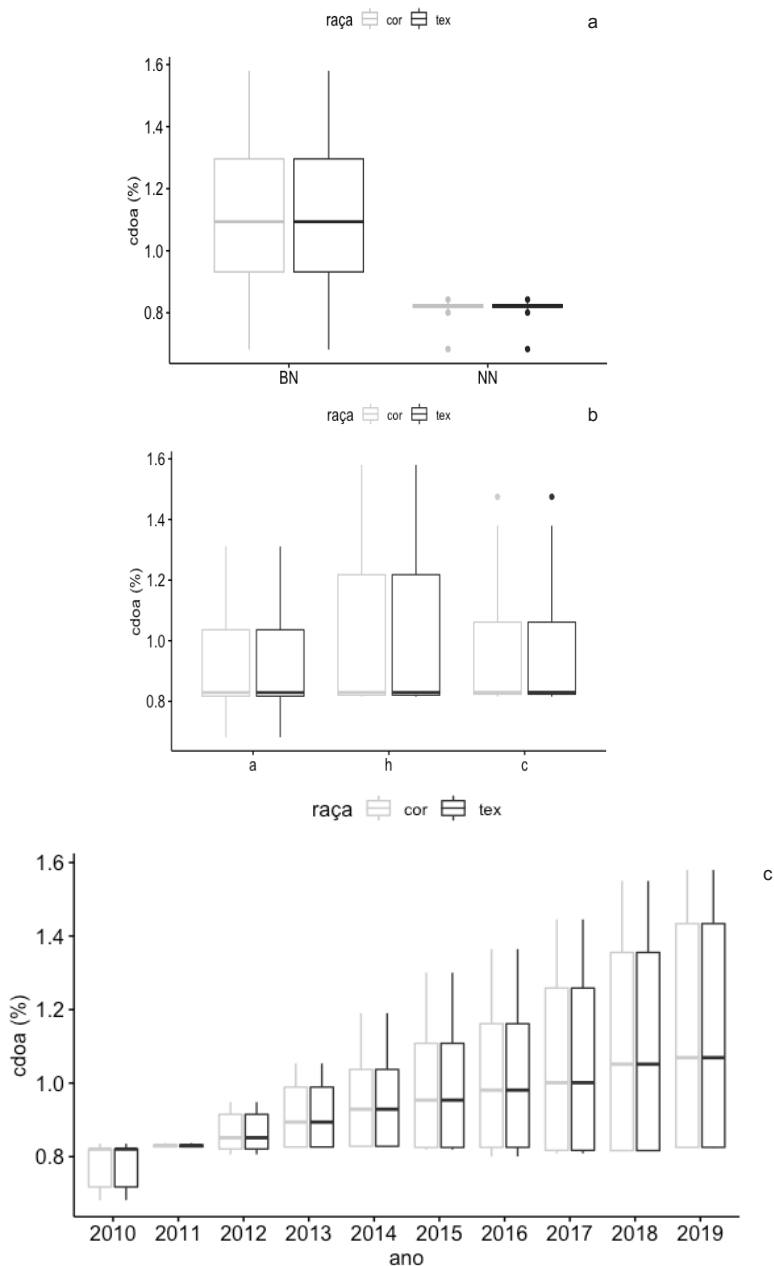 raça cor tex
a
1.6
1.4
1.2
1.0
0.8
cdoa (%)
BN NN
raça cor tex
b
1.6
1.4
1.2
1.0
0.8
cdoa (%)
a h c
raça cor tex
c
1.6
1.4
1.2
1.0
0.8
cdoa (%)
2010 2011 2012 2013 2014 2015 2016 2017 2018 2019
ano